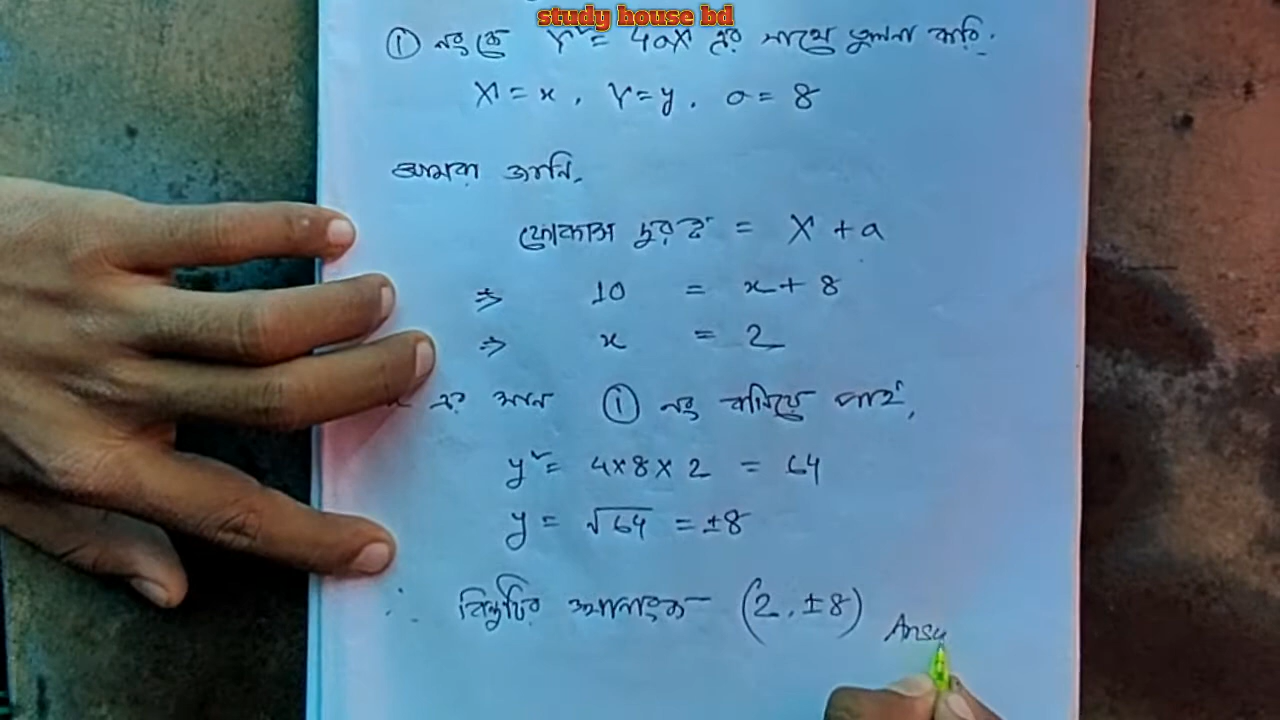 study house bd
① নং কে Y² = 4aX এর সাথে তুলনা করি.
X = x, Y = y, a = 8
আমরা জানি,
ফোকাস দুরত্ব = X + a
⇒ 10 = x + 8
⇒ x = 2
এর মান ① নং বসিয়ে পাই,
y² = 4×8×2 = 64
y = √64 = ±8
∴ বিন্দুটির স্থানাংক (2, ±8) Answ